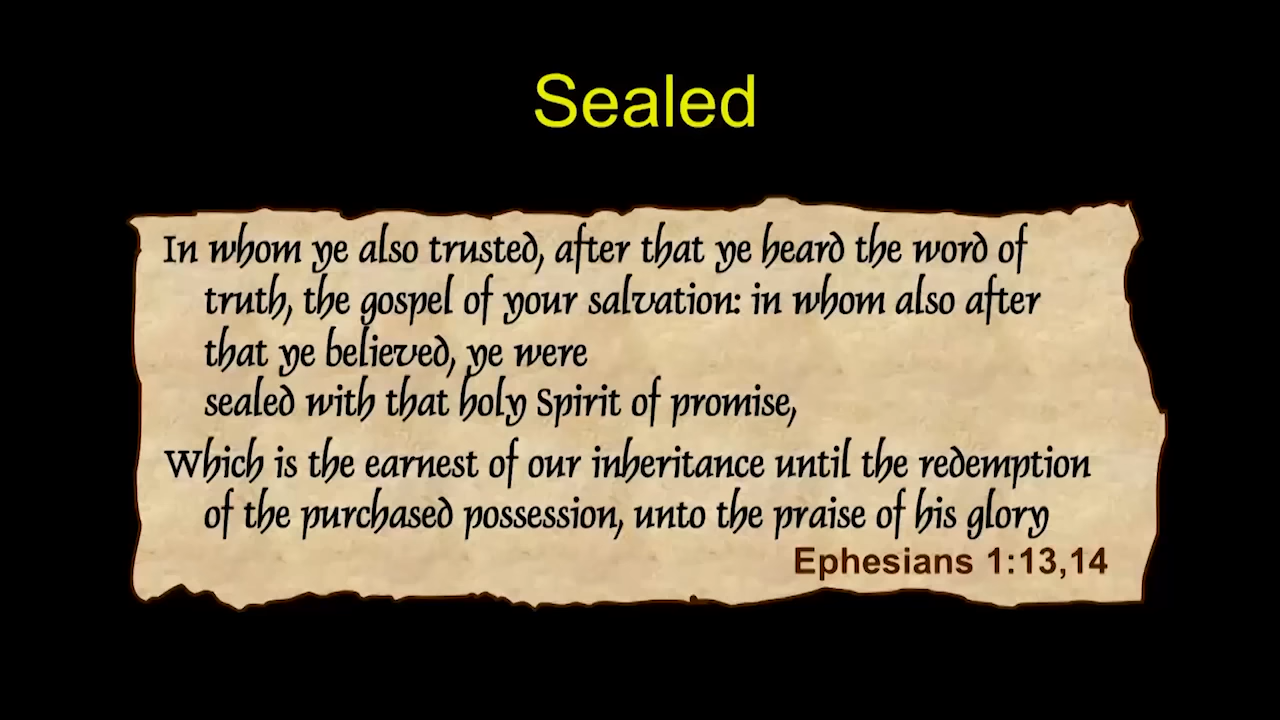 Sealed
In whom ye also trusted, after that ye heard the word of
truth, the gospel of your salvation: in whom also after
that ye believed, ye were
sealed with that holy Spirit of promise,
Which is the earnest of our inheritance until the redemption
of the purchased possession, unto the praise of his glory
Ephesians 1:13,14